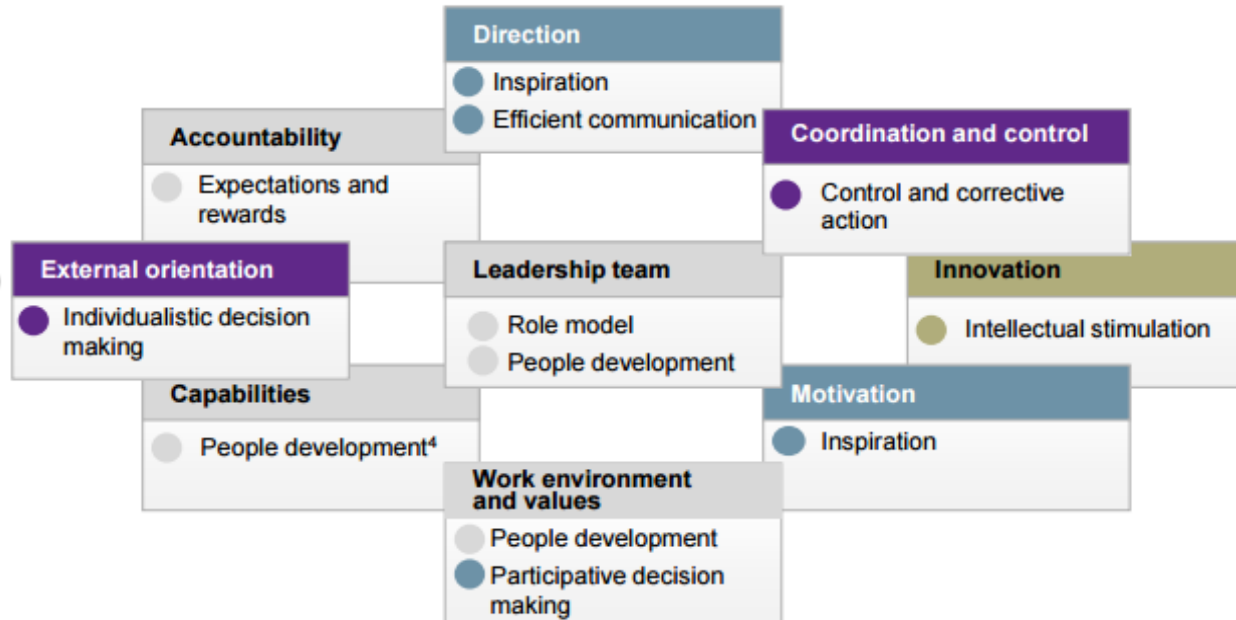 Direction
Inspiration
Efficient communication
Accountability
Expectations and
rewards
Coordination and control
Control and corrective
action
External orientation
Individualistic decision
making
Leadership team
Role model
People development
Innovation
Intellectual stimulation
Capabilities
People development⁴
Motivation
Inspiration
Work environment
and values
People development
Participative decision
making